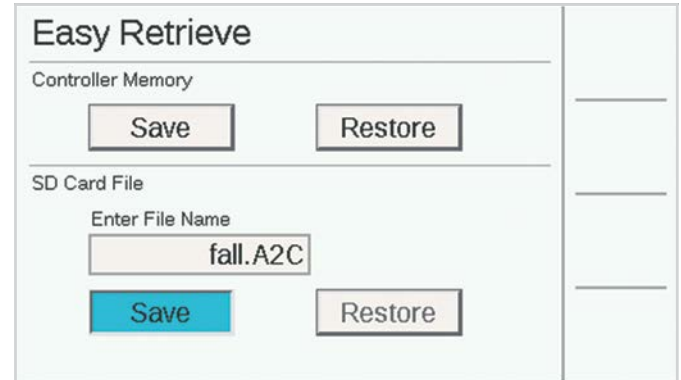 Easy Retrieve
Controller Memory
Save Restore
SD Card File
Enter File Name
fall.A2C
Save Restore